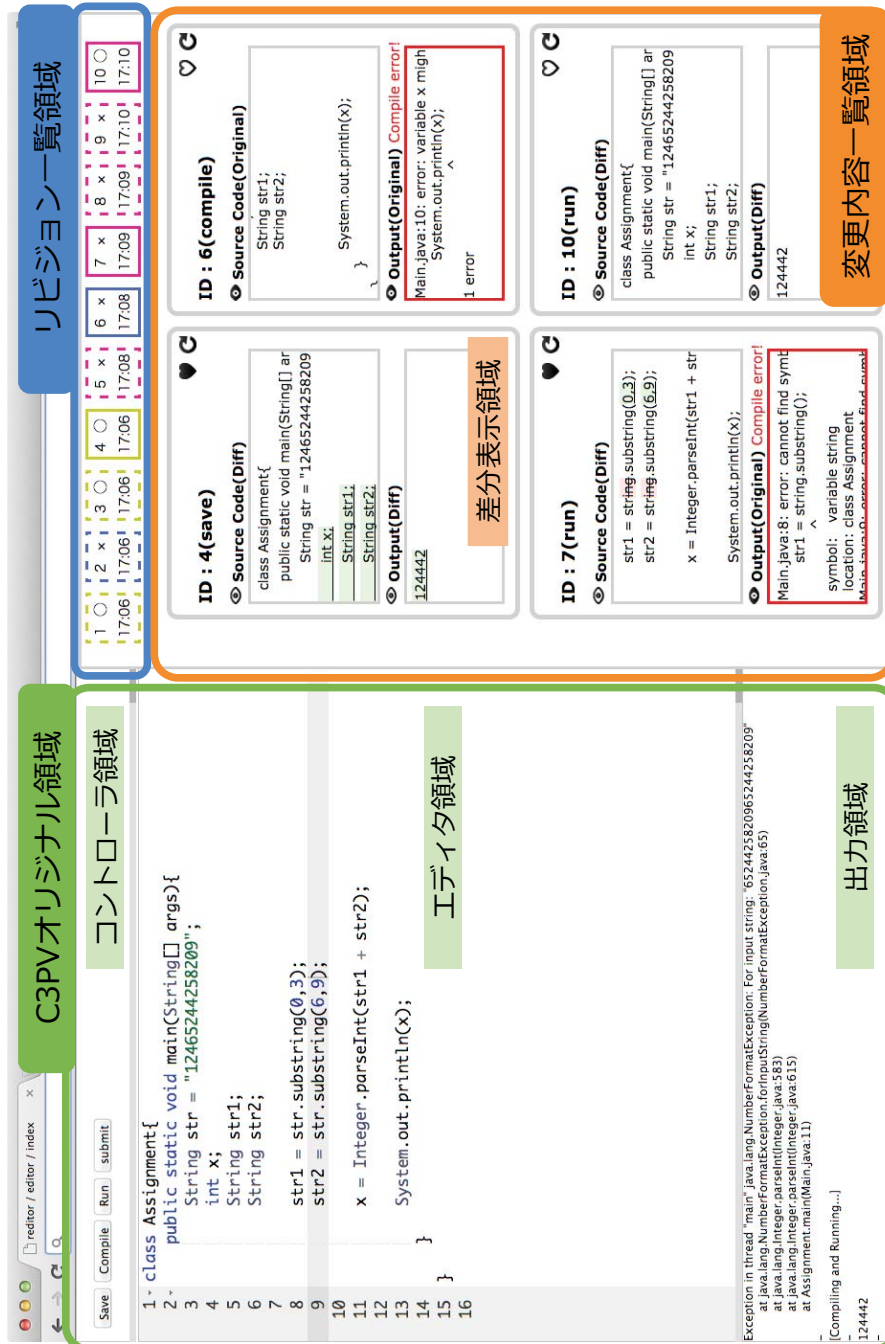 reditor / editor / index ×
C3PVオリジナル領域
リビジョン一覧領域
Save Compile Run submit
コントローラ領域
1 class Assignment{
2 public static void main(String[] args){
3 String str = "12465244258209";
4 int x;
5 String str1;
6 String str2;
7
8 str1 = str.substring(0,3);
9 str2 = str.substring(6,9);
10
11 x = Integer.parseInt(str1 + str2);
12
13 System.out.println(x);
14 }
15 }
16
エディタ領域
Exception in thread "main" java.lang.NumberFormatException: For input string: "6524425820965244258209"
at java.lang.NumberFormatException.forInputString(NumberFormatException.java:65)
at java.lang.Integer.parseInt(Integer.java:583)
at java.lang.Integer.parseInt(Integer.java:615)
at Assignment.main(Main.java:11)
-
[Compiling and Running...]
-
124442
-
出力領域
1 ○ 2 × 3 ○ 4 ○ 5 × 6 × 7 × 8 × 9 × 10 ○
17:06 17:06 17:06 17:06 17:08 17:08 17:09 17:09 17:10 17:10
ID : 4(save)
Source Code(Diff)
class Assignment{
public static void main(String[] ar
String str = "12465244258209
int x;
String str1;
String str2;
Output(Diff)
124442
差分表示領域
ID : 6(compile)
Source Code(Original)
String str1;
String str2;
System.out.println(x);
}
Output(Original) Compile error!
Main.java:10: error: variable x migh
System.out.println(x);
^
1 error
ID : 7(run)
Source Code(Diff)
str1 = string.substring(0,3);
str2 = string.substring(6,9);
x = Integer.parseInt(str1 + str
System.out.println(x);
Output(Original) Compile error!
Main.java:8: error: cannot find symb
str1 = string.substring();
^
symbol: variable string
location: class Assignment
Main.java:9: error: cannot find symb
ID : 10(run)
Source Code(Diff)
class Assignment{
public static void main(String[] ar
String str = "12465244258209
int x;
String str1;
String str2;
Output(Diff)
124442
変更内容一覧領域